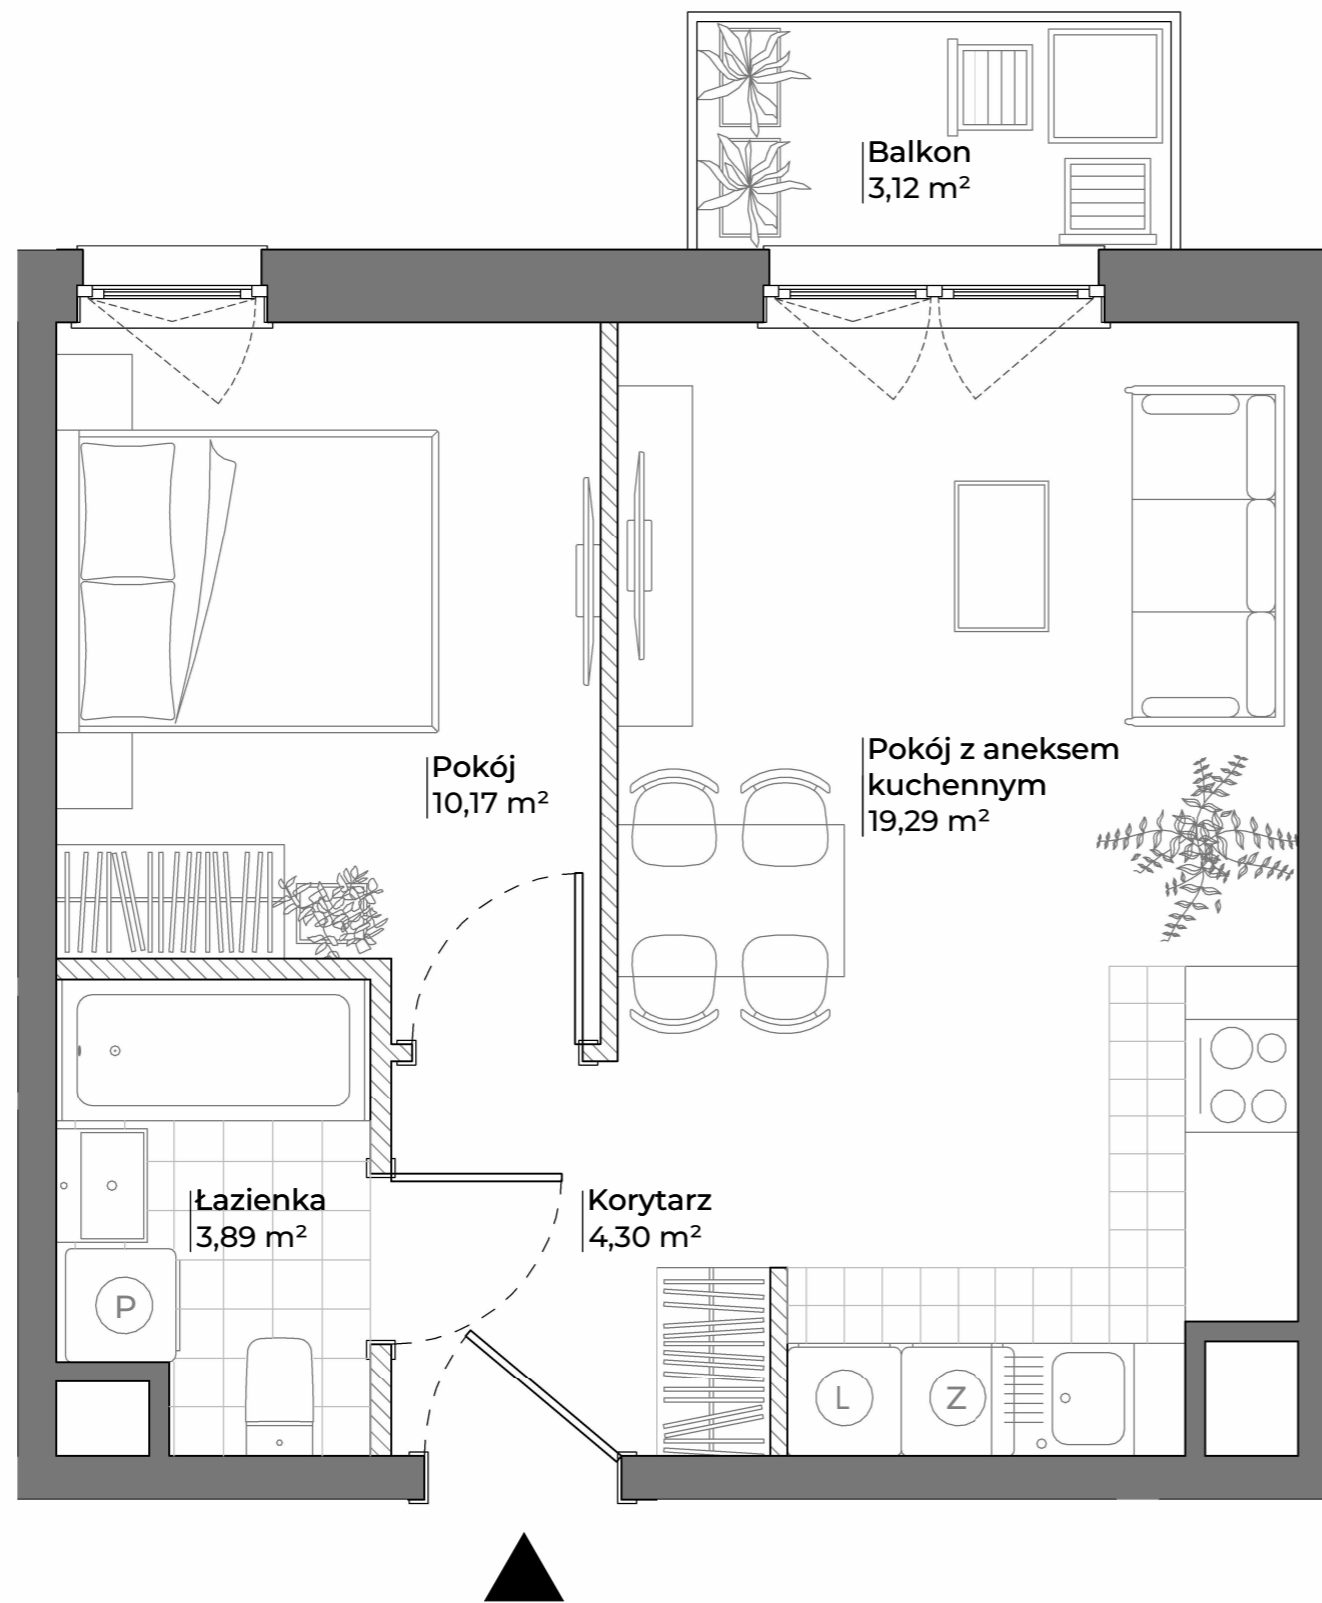 Balkon
3,12 m²
Pokój
10,17 m²
Pokój z aneksem
kuchennym
19,29 m²
Łazienka
3,89 m²
Korytarz
4,30 m²
P
L
Z